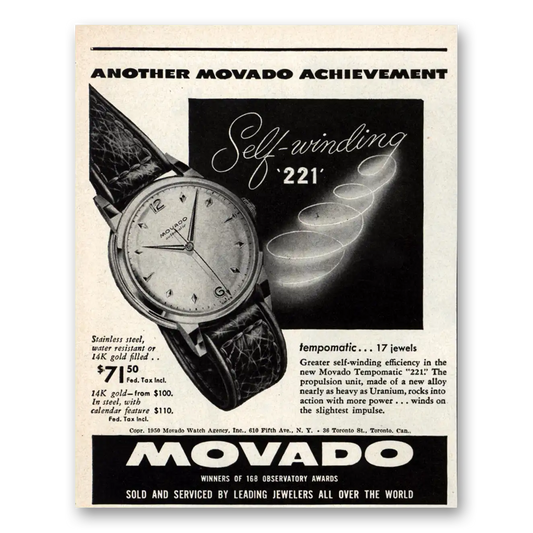 ANOTHER MOVADO ACHIEVEMENT
Self-winding
'221'
12
MOVADO
6
Stainless steel,
water resistant or
14K gold filled . .
$71.50
Fed. Tax Incl.
14K gold—from $100.
In steel, with
calendar feature $110.
Fed. Tax Incl.
tempomatic... 17 jewels
Greater self-winding efficiency in the
new Movado Tempomatic "221." The
propulsion unit, made of a new alloy
nearly as heavy as Uranium, rocks into
action with more power . . . winds on
the slightest impulse.
Copr. 1950 Movado Watch Agency, Inc., 610 Fifth Ave., N. Y. - 36 Toronto St., Toronto, Can.
MOVADO
WINNERS OF 168 OBSERVATORY AWARDS
SOLD AND SERVICED BY LEADING JEWELERS ALL OVER THE WORLD